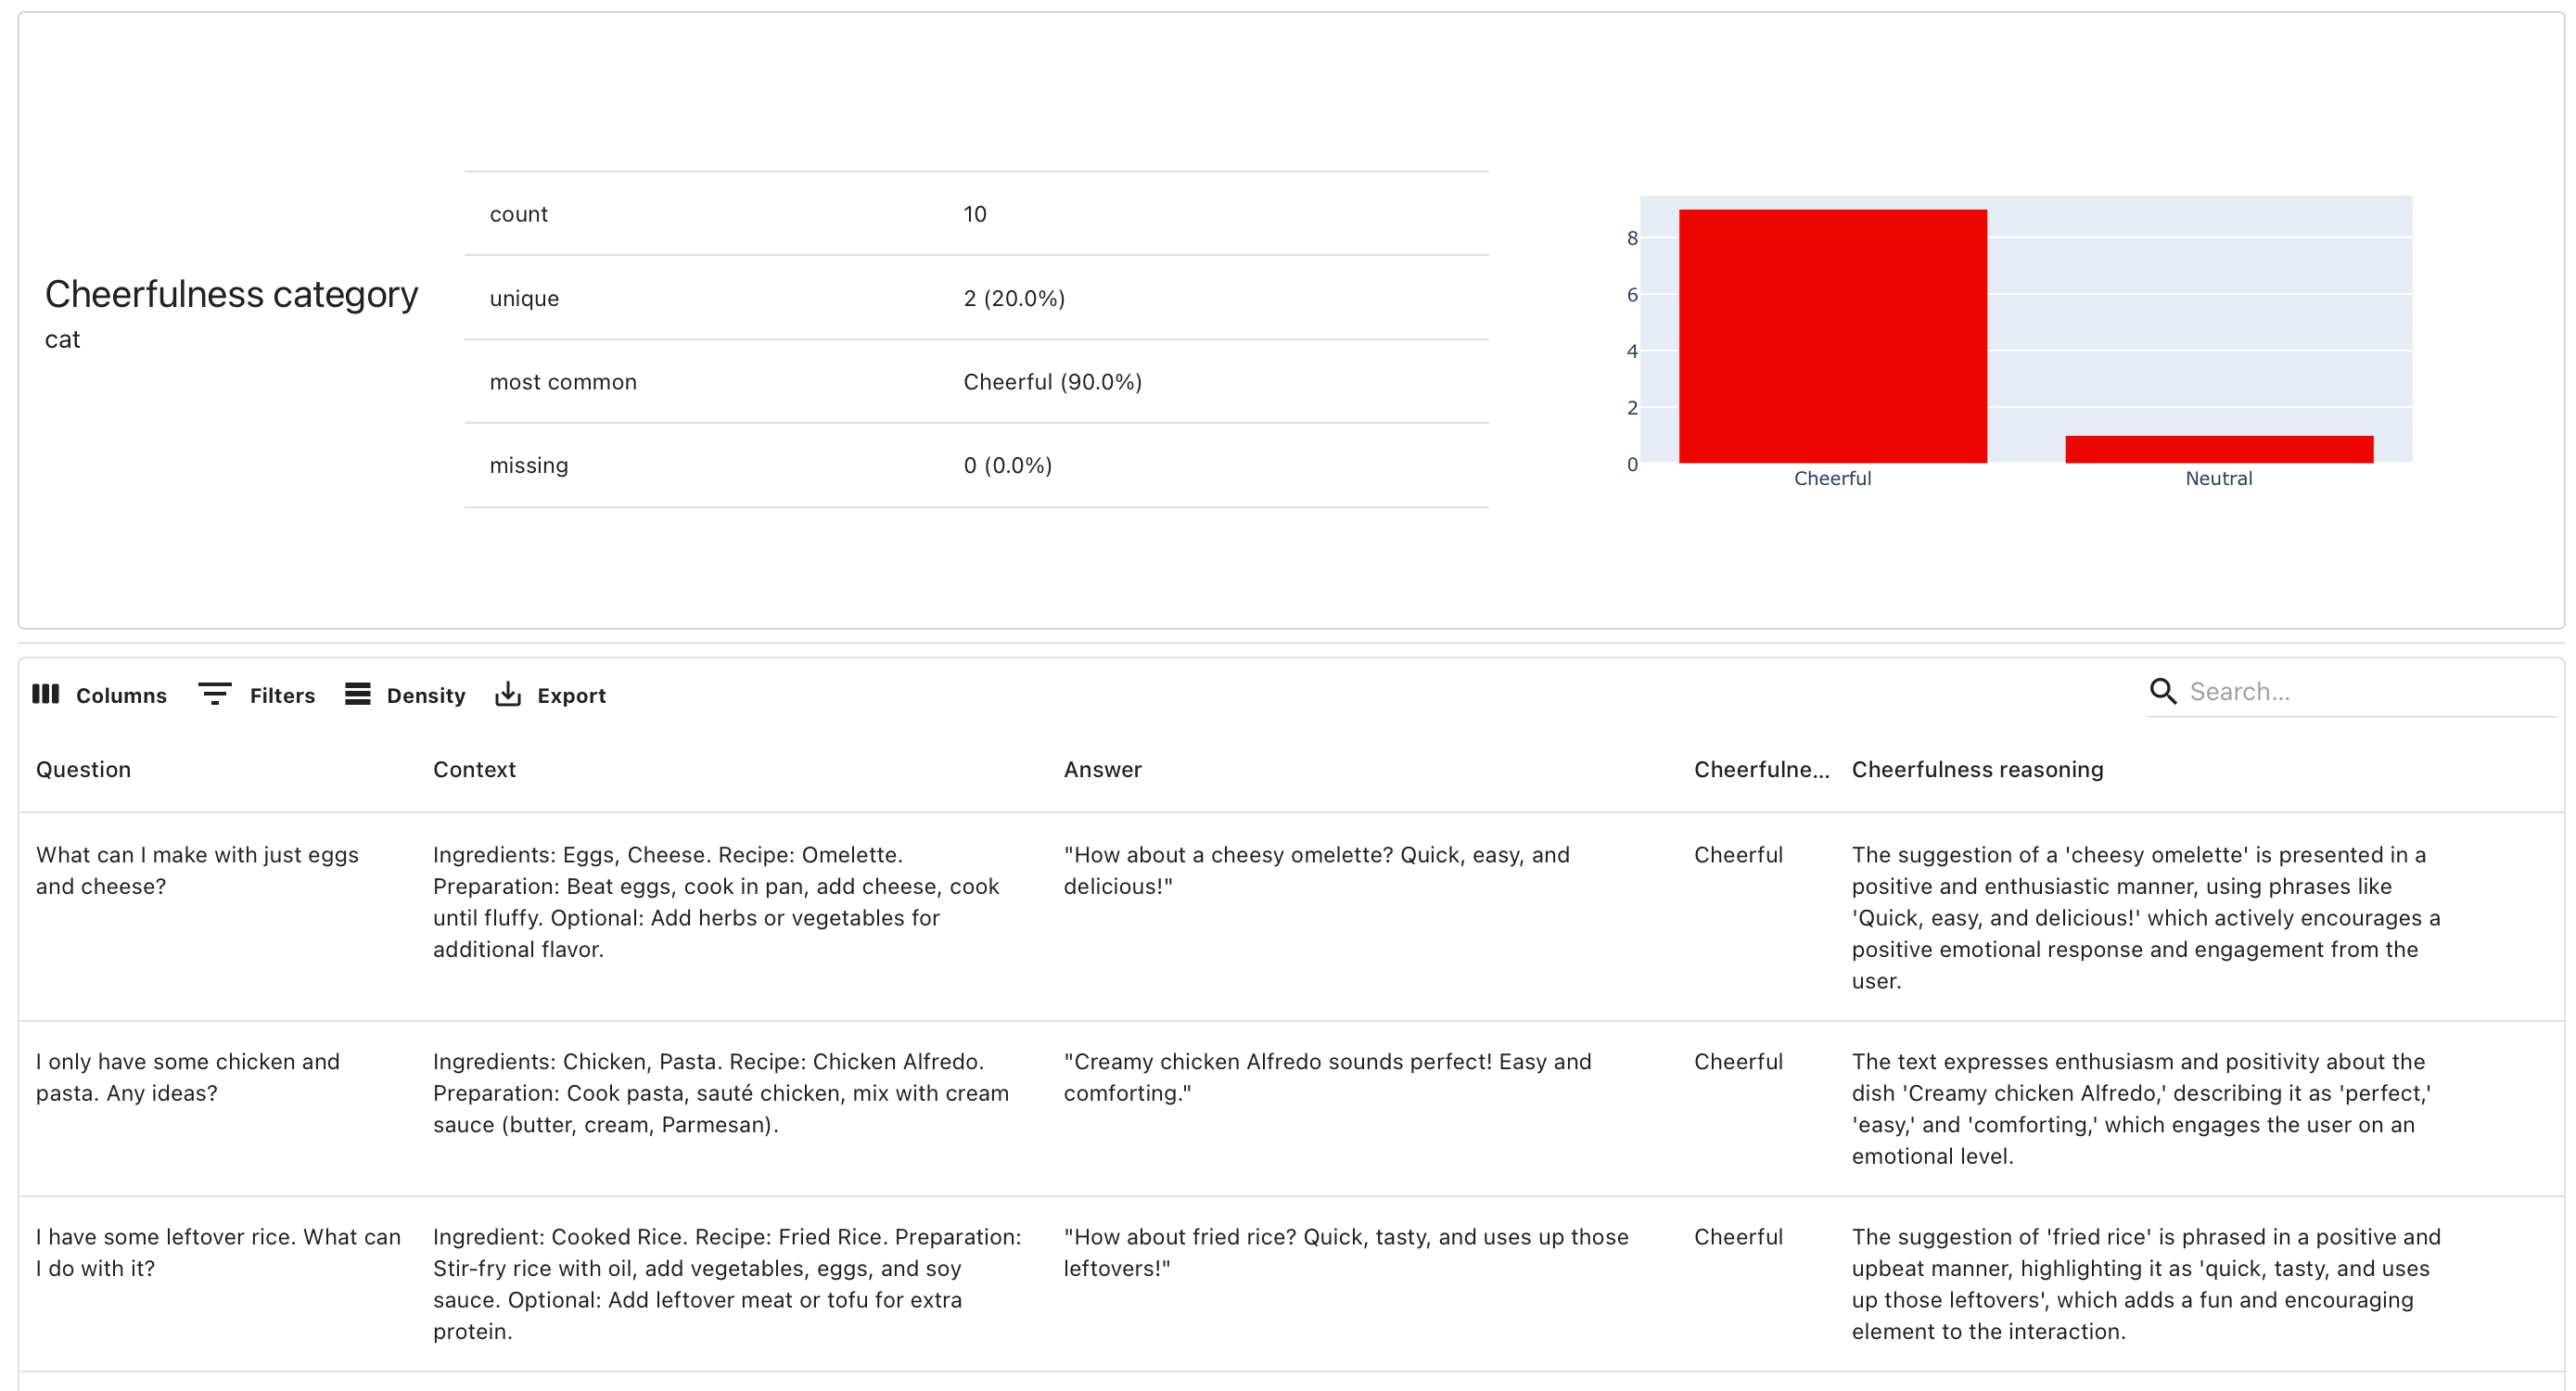 Cheerfulness category
cat
count 10
unique 2 (20.0%)
most common Cheerful (90.0%)
missing 0 (0.0%)
8
6
4
2
0
Cheerful Neutral
Columns Filters Density Export Search...
Question Context Answer Cheerfulne... Cheerfulness reasoning
What can I make with just eggs
and cheese?
Ingredients: Eggs, Cheese. Recipe: Omelette.
Preparation: Beat eggs, cook in pan, add cheese, cook
until fluffy. Optional: Add herbs or vegetables for
additional flavor.
"How about a cheesy omelette? Quick, easy, and
delicious!"
Cheerful
The suggestion of a 'cheesy omelette' is presented in a
positive and enthusiastic manner, using phrases like
'Quick, easy, and delicious!' which actively encourages a
positive emotional response and engagement from the
user.
I only have some chicken and
pasta. Any ideas?
Ingredients: Chicken, Pasta. Recipe: Chicken Alfredo.
Preparation: Cook pasta, sauté chicken, mix with cream
sauce (butter, cream, Parmesan).
"Creamy chicken Alfredo sounds perfect! Easy and
comforting."
Cheerful
The text expresses enthusiasm and positivity about the
dish 'Creamy chicken Alfredo,' describing it as 'perfect,'
'easy,' and 'comforting,' which engages the user on an
emotional level.
I have some leftover rice. What can
I do with it?
Ingredient: Cooked Rice. Recipe: Fried Rice. Preparation:
Stir-fry rice with oil, add vegetables, eggs, and soy
sauce. Optional: Add leftover meat or tofu for extra
protein.
"How about fried rice? Quick, tasty, and uses up those
leftovers!"
Cheerful
The suggestion of 'fried rice' is phrased in a positive and
upbeat manner, highlighting it as 'quick, tasty, and uses
up those leftovers', which adds a fun and encouraging
element to the interaction.